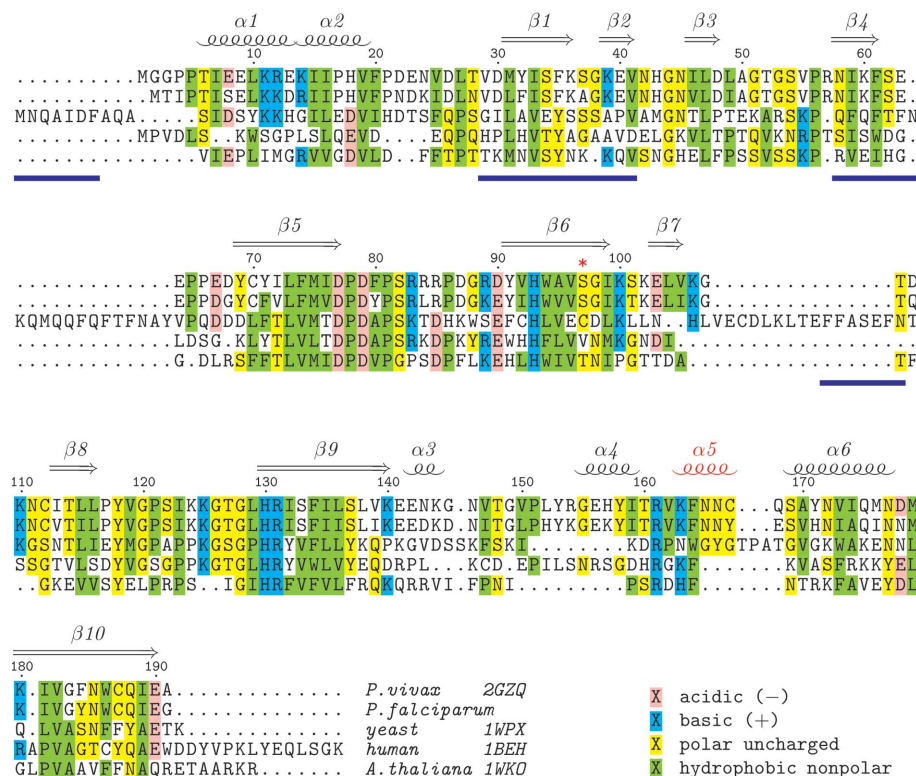 α1 α2 β1 β2 β3 β4
10 20 30 40 50 60
..........MGGPPTIEELKREKIIPHVFPDENVDLTVDMYISFKSGKEVNHGNILDLAGTGSVPRNIKFSE.
...........MTIPTISELKKDRIIPHVFPNDKIDLNVDLFISFKAGKEVNHGNVLDIAGTGSVPRNIKFSE.
MNQAIDFAQA.....SIDSYKKHGILEDVIHDTSFQPSGILAVEYSSSAPVAMGNTLPTEKARSKP.QFQFTFN
..........MPVDLS...KWSGPLSLQEVD...EQPQHPLHVTYAGAAVDELGKVLTPTQVKNRPTSISWDG.
...............VIEPLIMGRVVGDVLD..FFTPTTKMNVSYNK.KQVSNGHELFPSSVSSKP.RVEIHG.
β5 β6 β7
70 80 90 * 100
.............EPPEDYCYILFMIDPDFPSRRRPDGRDYVHWAVSGIKSKELVKG...............TD
.............EPPDGYCFVLFMIDPDYPSRLRPDGKEYIHWVVSGIKTKELIKG...............TQ
KQMQQFQFTFNAYVPQDDDLFTLVMTDPDAPSKTDHKWSEFCHLVECDLKLLN..HLVECDLKLTEFFASEFNT
.............LDSG.KLYTLVLTDPDAPSRKDPKYREWHHFLVVNMKGNDI....................
.............G.DLRSFFTLVMIDPDVPGPSDPFLKEHLHWIVTNIPGTTDA.................TF
β8 β9 α3 α4 α5 α6
110 120 130 140 150 160 170
KNCITLLPYVGPSIKKGTGLHRISFILSLVKEENKG.NVTGVPLYRGEHYITRVKFNNC..QSAYNVIQMNDM
KNCVTILPYVGPSIKKGTGLHRISFILSLIKEEDKD.NITGLPHYKGEKYITRVKFNNY..ESVHNIAQINNM
KGSNTLIEYMGPAPPKGSGPHRYVFLLYKQPKGVDSSKFSKI........KDRPNWGYGTPATGVGKWAKENNL
SSGTVLSDYVGSGPPKGTGLHRYVWLVYEQDRPL...KCD.EPILSNRSGDHRGKF......KVASFRKKYEL
..GKEVVSYELPRPS..IGIHRFVFVLFRQKQRRVI.FPNI........PSRDHF.......NTRKFAVEYDL
β10
180 190
K.IVGFNWCQIEA.............. P.vivax 2GZQ
K.IVGYNWCQIEG.............. P.falciparum
Q.LVASNFFYAETK............. yeast 1WPX
RAPVAGTCYQAEWDDYVPKLYEQLSGK human 1BEH
GLPVAAVFFNAQRETAARKR....... A.thaliana 1WKO
X acidic (−)
X basic (+)
X polar uncharged
X hydrophobic nonpolar